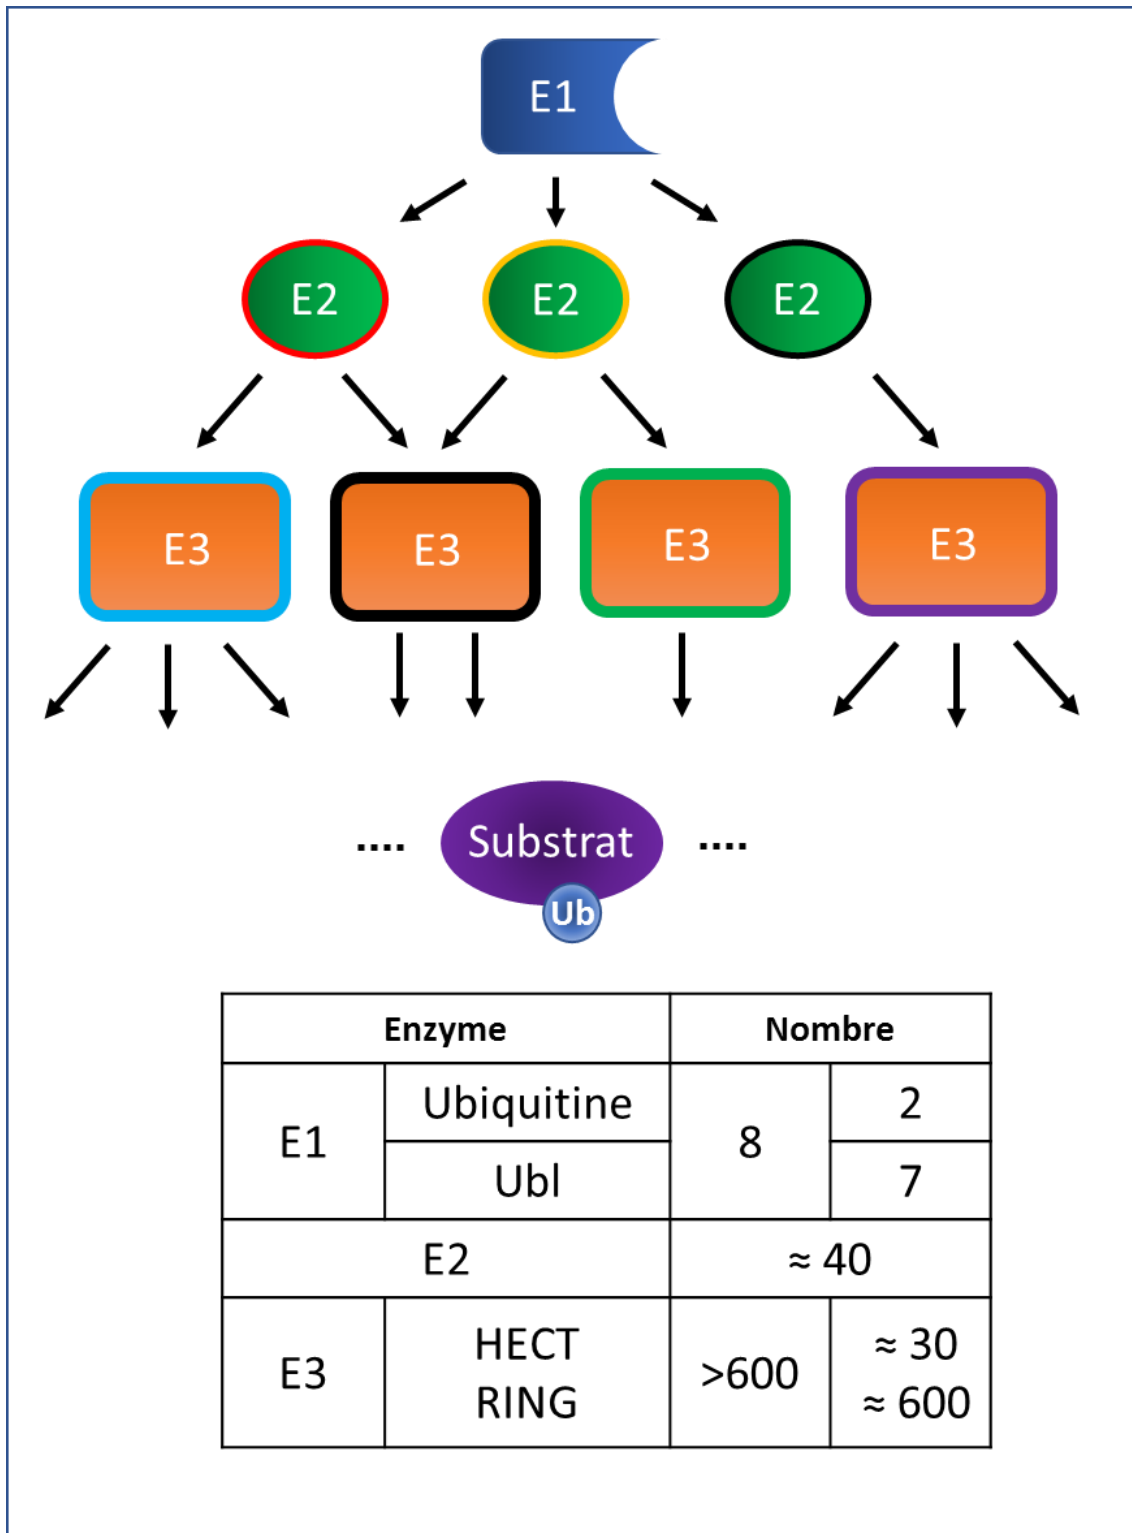 E1
E2 E2 E2
E3 E3 E3 E3
.... Substrat ....
Ub
Enzyme Nombre
E1 Ubiquitine 8 2
Ubl 7
E2 ≈ 40
E3 HECT >600 ≈ 30
RING ≈ 600